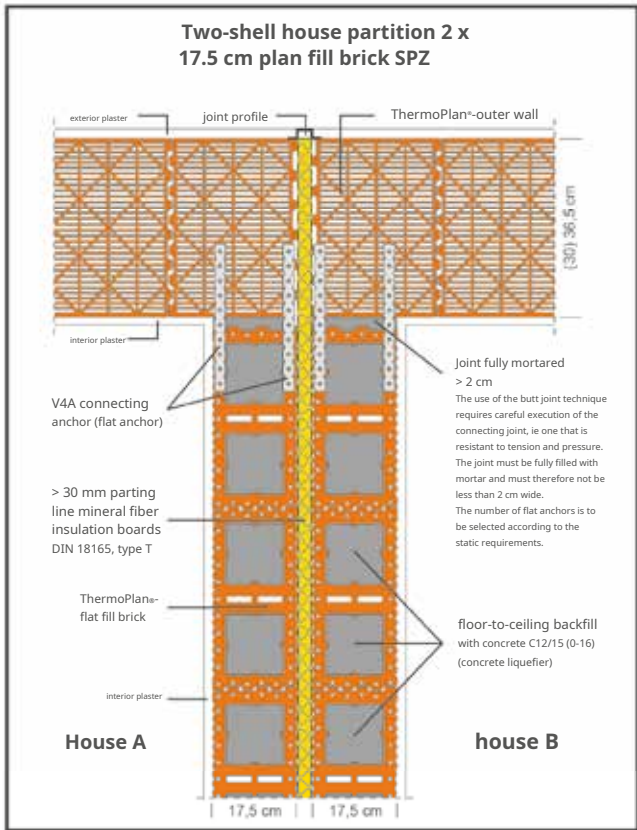 Two-shell house partition 2 x
17.5 cm plan fill brick SPZ
exterior plaster
joint profile
ThermoPlan®-outer wall
(30) 36,5 cm
interior plaster
V4A connecting
anchor (flat anchor)
Joint fully mortared
> 2 cm
The use of the butt joint technique
requires careful execution of the
connecting joint, ie one that is
resistant to tension and pressure.
The joint must be fully filled with
mortar and must therefore not be
less than 2 cm wide.
The number of flat anchors is to
be selected according to the
static requirements.
> 30 mm parting
line mineral fiber
insulation boards
DIN 18165, type T
ThermoPlan®-
flat fill brick
floor-to-ceiling backfill
with concrete C12/15 (0-16)
(concrete liquefier)
interior plaster
House A
house B
17,5 cm
17,5 cm